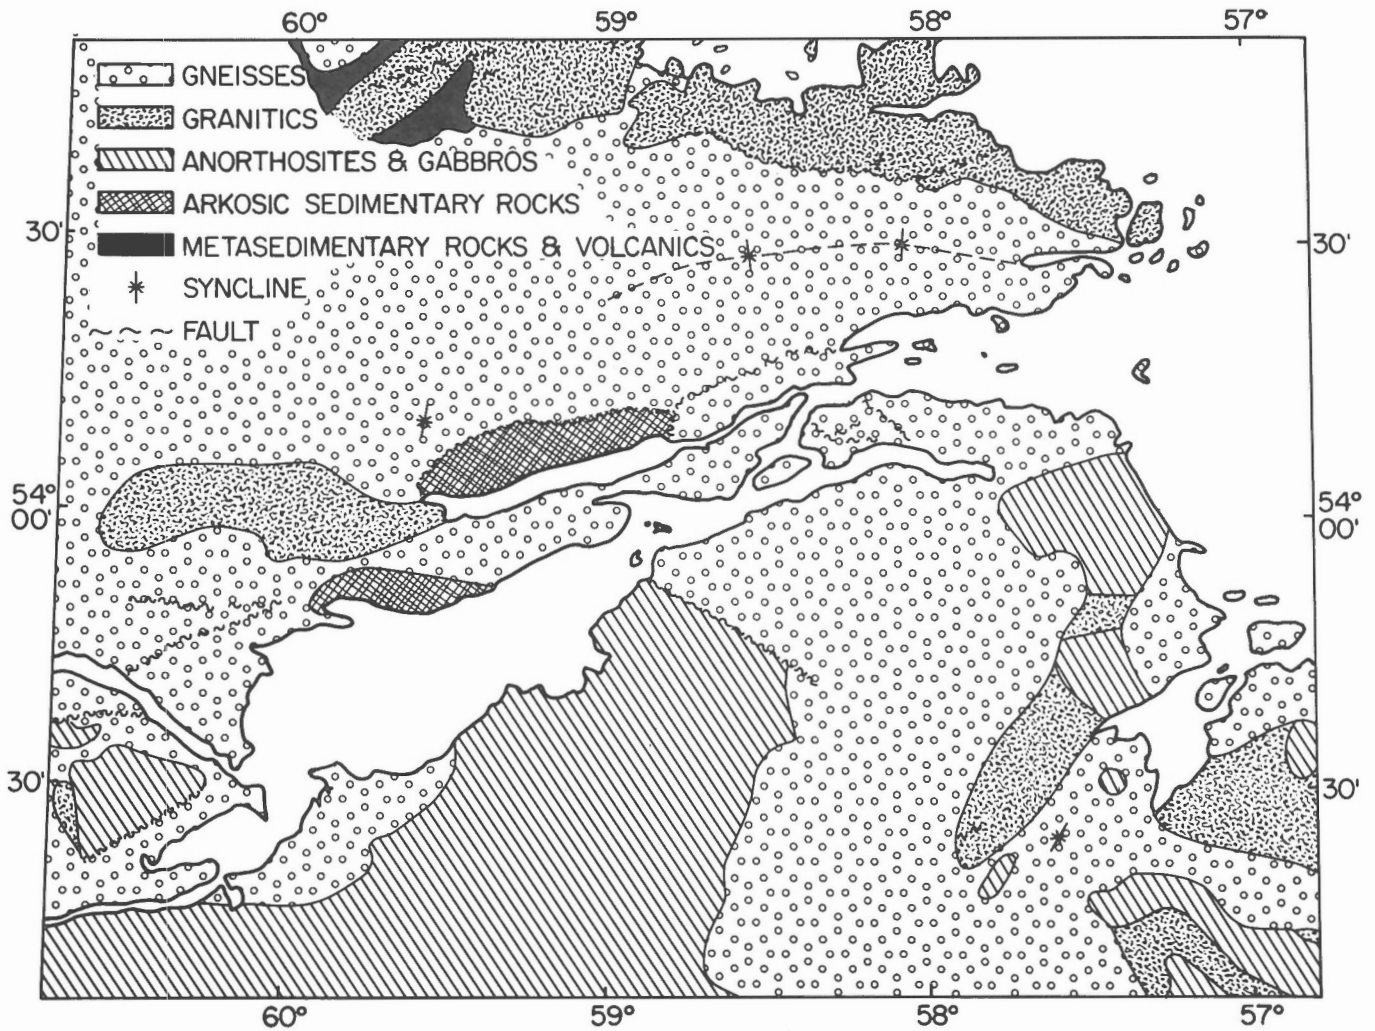 60° 59° 58° 57°
GNEISSES
GRANITICS
ANORTHOSITES & GABBROS
ARKOSIC SEDIMENTARY ROCKS
30' METASEDIMENTARY ROCKS & VOLCANICS 30'
SYNCLINE
FAULT
54° 54°
00' 00'
30' 30'
60° 59° 58° 57°